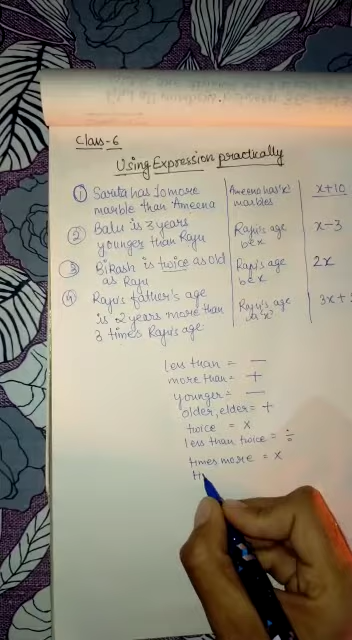 Class-6
Using Expression practically
① Sarita has 10 more marble than Ameena | Ameena has 'x' marbles | x+10
② Balu is 3 years younger than Raju | Raju's age be x | x-3
③ Bikash is twice as old as Raju | Raju's age be x | 2x
④ Raju's father's age is 2 years more than 3 times Raju's age | Raju's age is 'x' | 3x+
less than = —
more than = +
younger = —
older, elder = +
twice = x
less than twice = ÷
times more = x